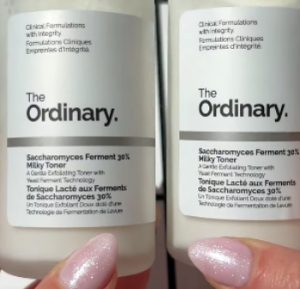 Clinical Formulations
with Integrity.
Formulations Cliniques
Empreintes d'Intégrité.
The
Ordinary.
Saccharomyces Ferment 30%
Milky Toner
A Gentle Exfoliating Toner with
Yeast Ferment Technology
Tonique Lacté aux Ferments
de Saccharomyces 30%
Un Exfoliant Doux doté d'une
Technologie de Fermentation de Levure
Clinical Formulations
with Integrity.
Formulations Cliniques
Empreintes d'Intégrité.
The
Ordinary.
Saccharomyces Ferment 30%
Milky Toner
A Gentle Exfoliating Toner with
Yeast Ferment Technology
Tonique Lacté aux Ferments
de Saccharomyces 30%
Un Exfoliant Doux doté d'une
Technologie de Fermentation de Levure